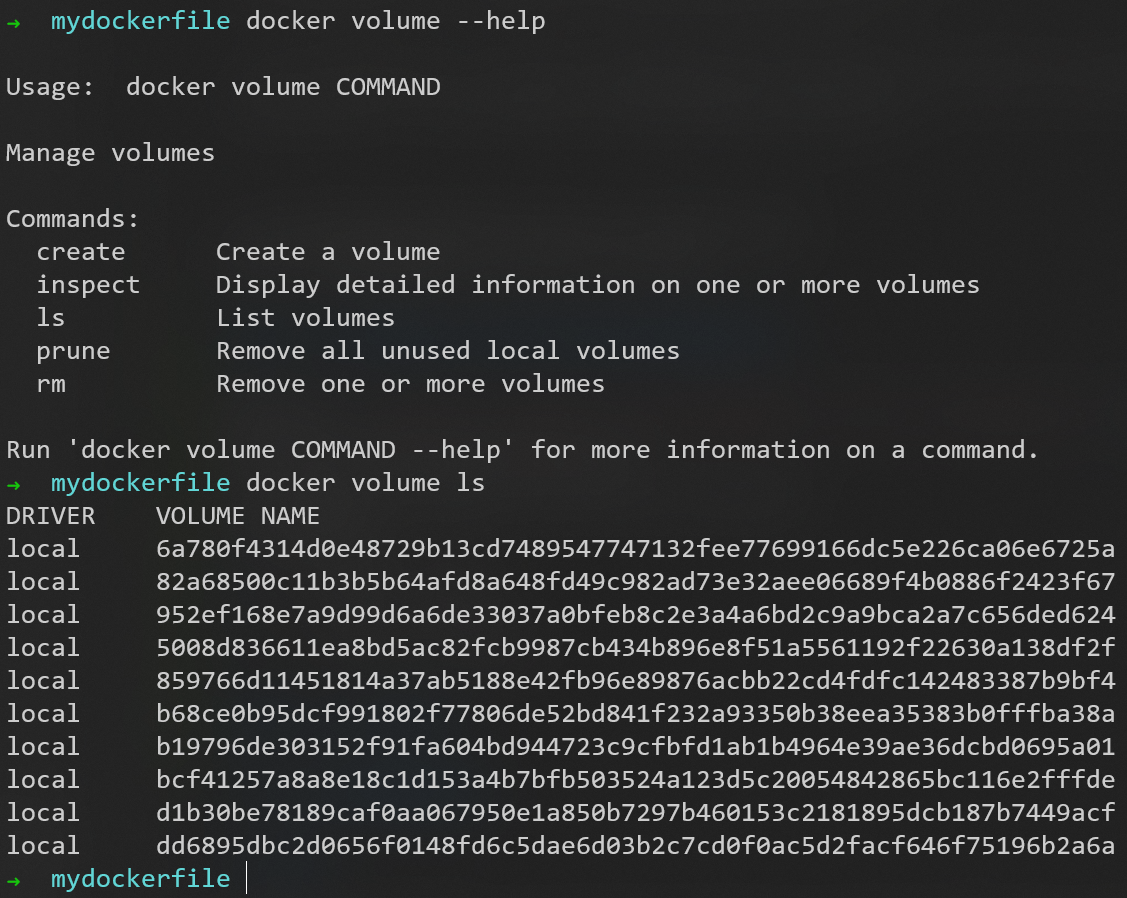 → mydockerfile docker volume --help
Usage:  docker volume COMMAND
Manage volumes
Commands:
  create      Create a volume
  inspect     Display detailed information on one or more volumes
  ls          List volumes
  prune       Remove all unused local volumes
  rm          Remove one or more volumes
Run 'docker volume COMMAND --help' for more information on a command.
→ mydockerfile docker volume ls
DRIVER    VOLUME NAME
local     6a780f4314d0e48729b13cd7489547747132fee77699166dc5e226ca06e6725a
local     82a68500c11b3b5b64afd8a648fd49c982ad73e32aee06689f4b0886f2423f67
local     952ef168e7a9d99d6a6de33037a0bfeb8c2e3a4a6bd2c9a9bca2a7c656ded624
local     5008d836611ea8bd5ac82fcb9987cb434b896e8f51a5561192f22630a138df2f
local     859766d11451814a37ab5188e42fb96e89876acbb22cd4fdfc142483387b9bf4
local     b68ce0b95dcf991802f77806de52bd841f232a93350b38eea35383b0fffba38a
local     b19796de303152f91fa604bd944723c9cfbfd1ab1b4964e39ae36dcbd0695a01
local     bcf41257a8a8e18c1d153a4b7bfb503524a123d5c20054842865bc116e2fffde
local     d1b30be78189caf0aa067950e1a850b7297b460153c2181895dcb187b7449acf
local     dd6895dbc2d0656f0148fd6c5dae6d03b2c7cd0f0ac5d2facf646f75196b2a6a
→ mydockerfile